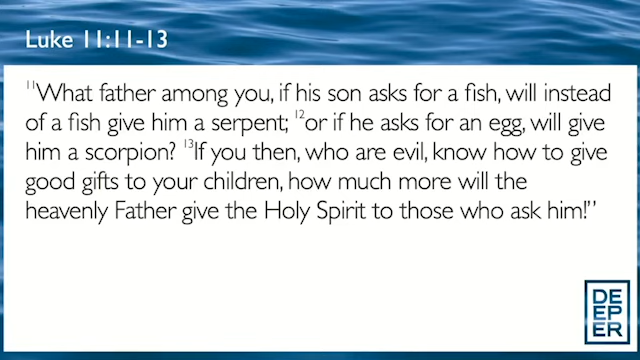 Luke 11:11-13
¹¹“What father among you, if his son asks for a fish, will instead
of a fish give him a serpent; ¹²or if he asks for an egg, will give
him a scorpion? ¹³If you then, who are evil, know how to give
good gifts to your children, how much more will the
heavenly Father give the Holy Spirit to those who ask him!”
DE
EP
ER